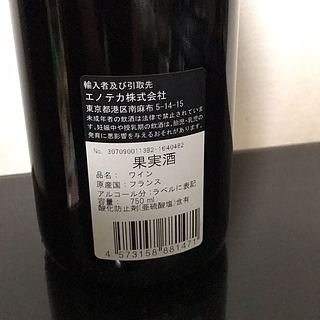 輸入者及び引取先
エノテカ株式会社
東京都港区南麻布5-14-15
未成年者の飲酒は法律で禁止されていま
す。妊娠中や授乳期の飲酒は、胎児・乳児の
発育に悪影響を与えるおそれがあります。
No. 307090011382-1640482
果実酒
品名： ワイン
原産国：フランス
アルコール分：ラベルに表記
容量： 750ml
酸化防止剤(亜硫酸塩)含有
4 573158 881471